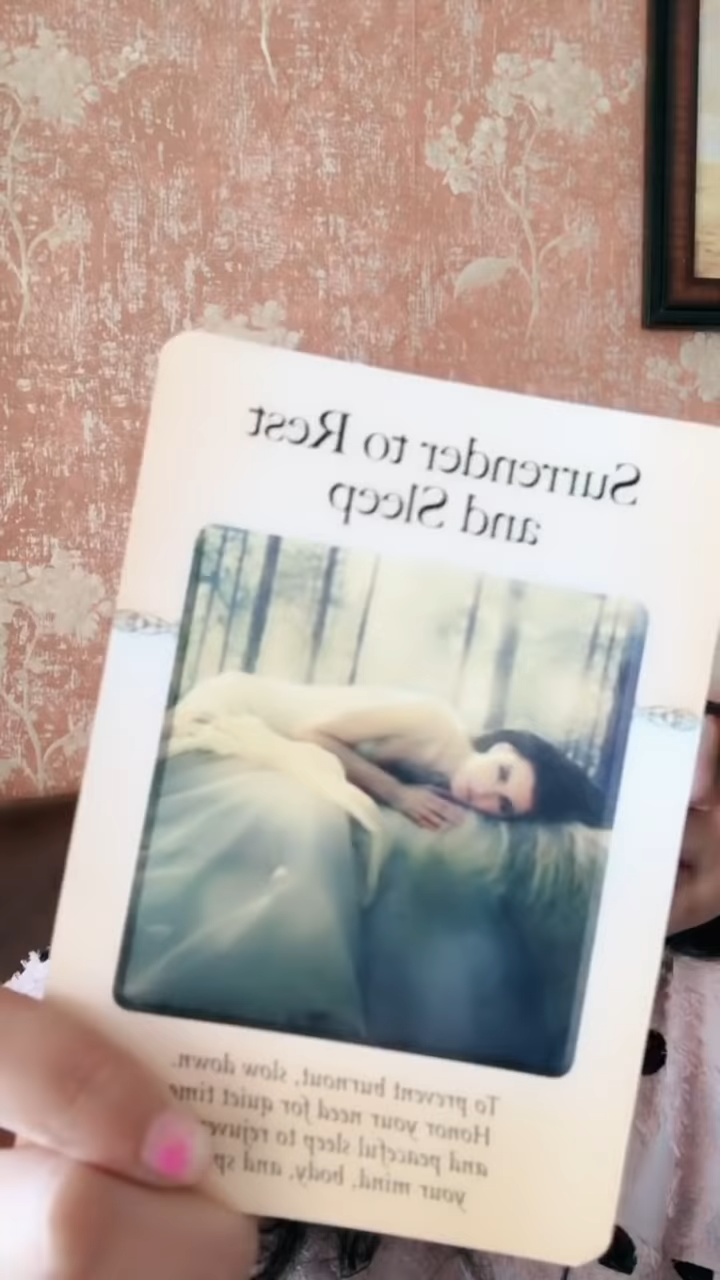 Surrender to Rest
and Sleep
To prevent burnout, slow down.
Honor your need for quiet time
and peaceful sleep to
your mind, body, and